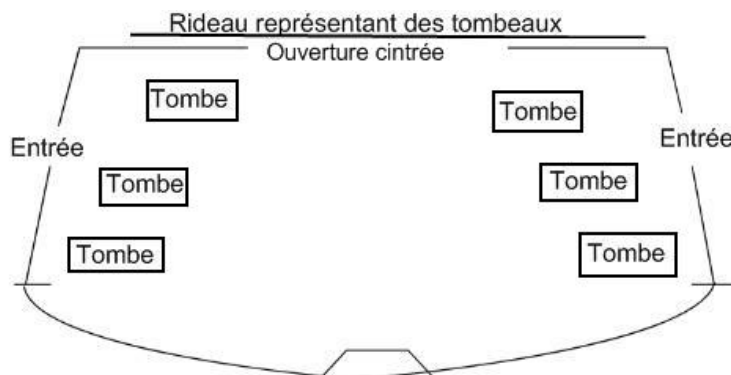 Rideau représentant des tombeaux
Ouverture cintrée
Tombe
Tombe
Entrée
Entrée
Tombe
Tombe
Tombe
Tombe